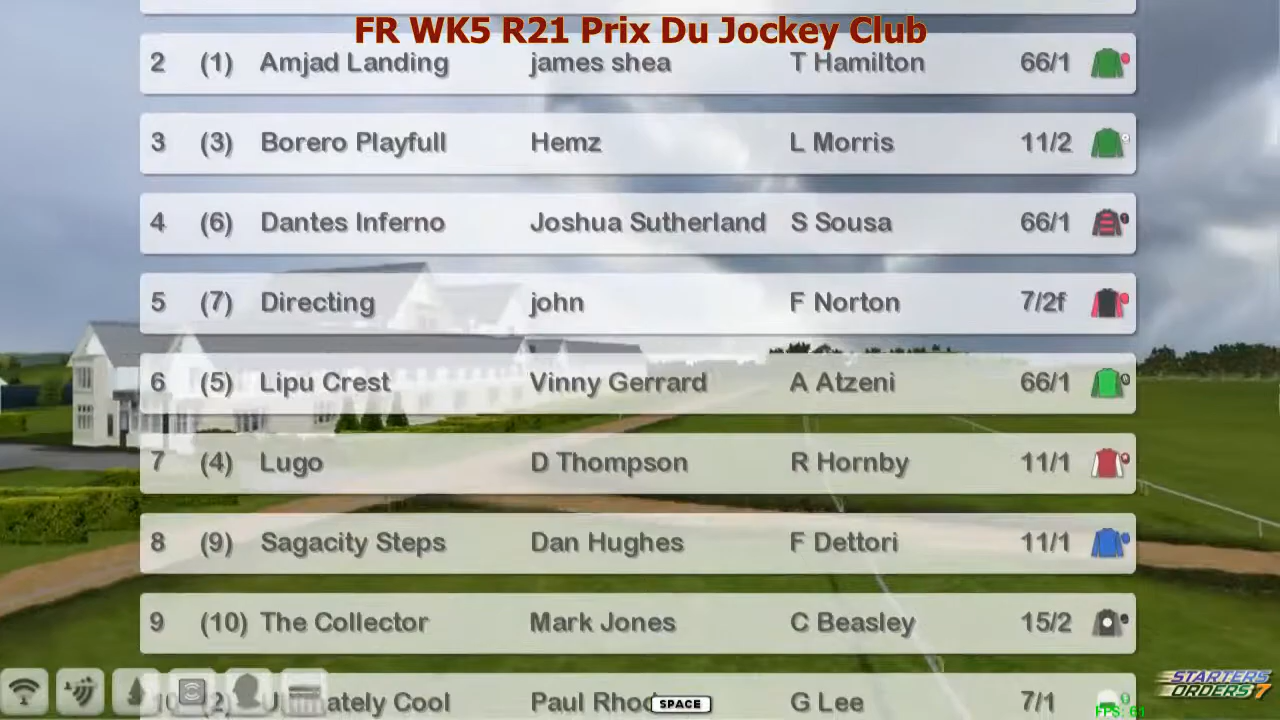 FR WK5 R21 Prix Du Jockey Club
2 (1) Amjad Landing james shea T Hamilton 66/1
3 (3) Borero Playfull Hemz L Morris 11/2
4 (6) Dantes Inferno Joshua Sutherland S Sousa 66/1
5 (7) Directing john F Norton 7/2f
6 (5) Lipu Crest Vinny Gerrard A Atzeni 66/1
7 (4) Lugo D Thompson R Hornby 11/1
8 (9) Sagacity Steps Dan Hughes F Dettori 11/1
9 (10) The Collector Mark Jones C Beasley 15/2
10 (2) Cool Paul G Lee 7/1
SPACE
STARTERS ORDERS 7
FPS: 61